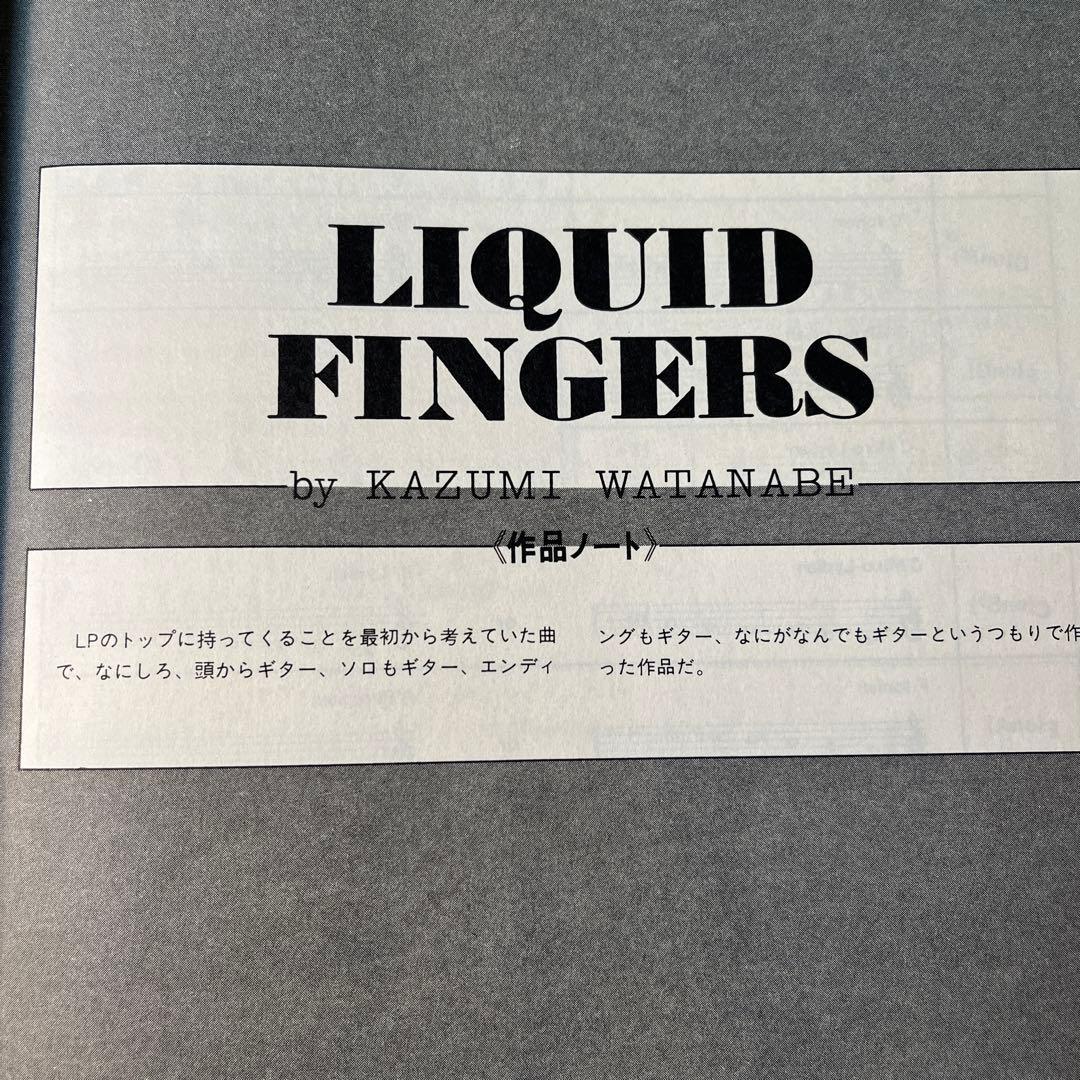 LIQUID
FINGERS
by KAZUMI WATANABE
《作品ノート》
LPのトップに持ってくることを最初から考えていた曲
で、なにしろ、頭からギター、ソロもギター、エンディ
ングもギター、なにがなんでもギターというつもりで作
った作品だ。